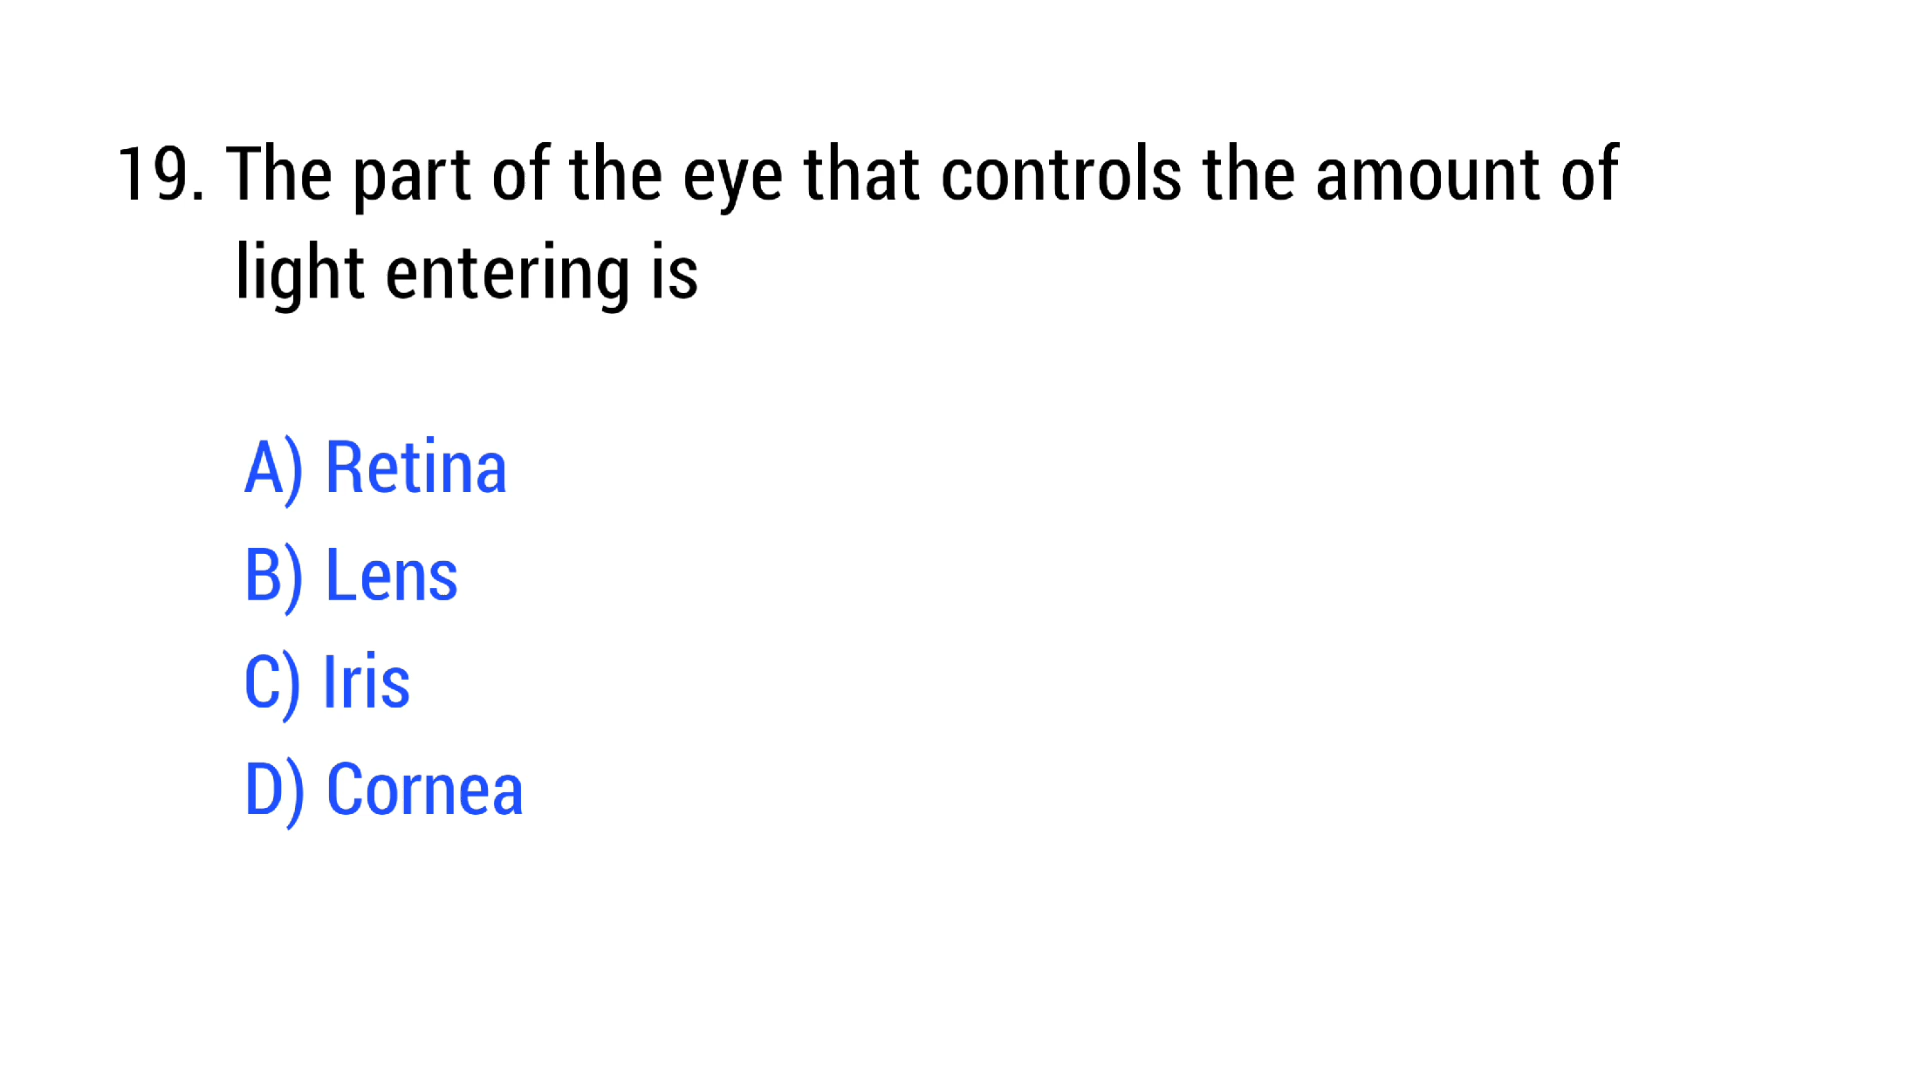 19. The part of the eye that controls the amount of
light entering is
A) Retina
B) Lens
C) Iris
D) Cornea